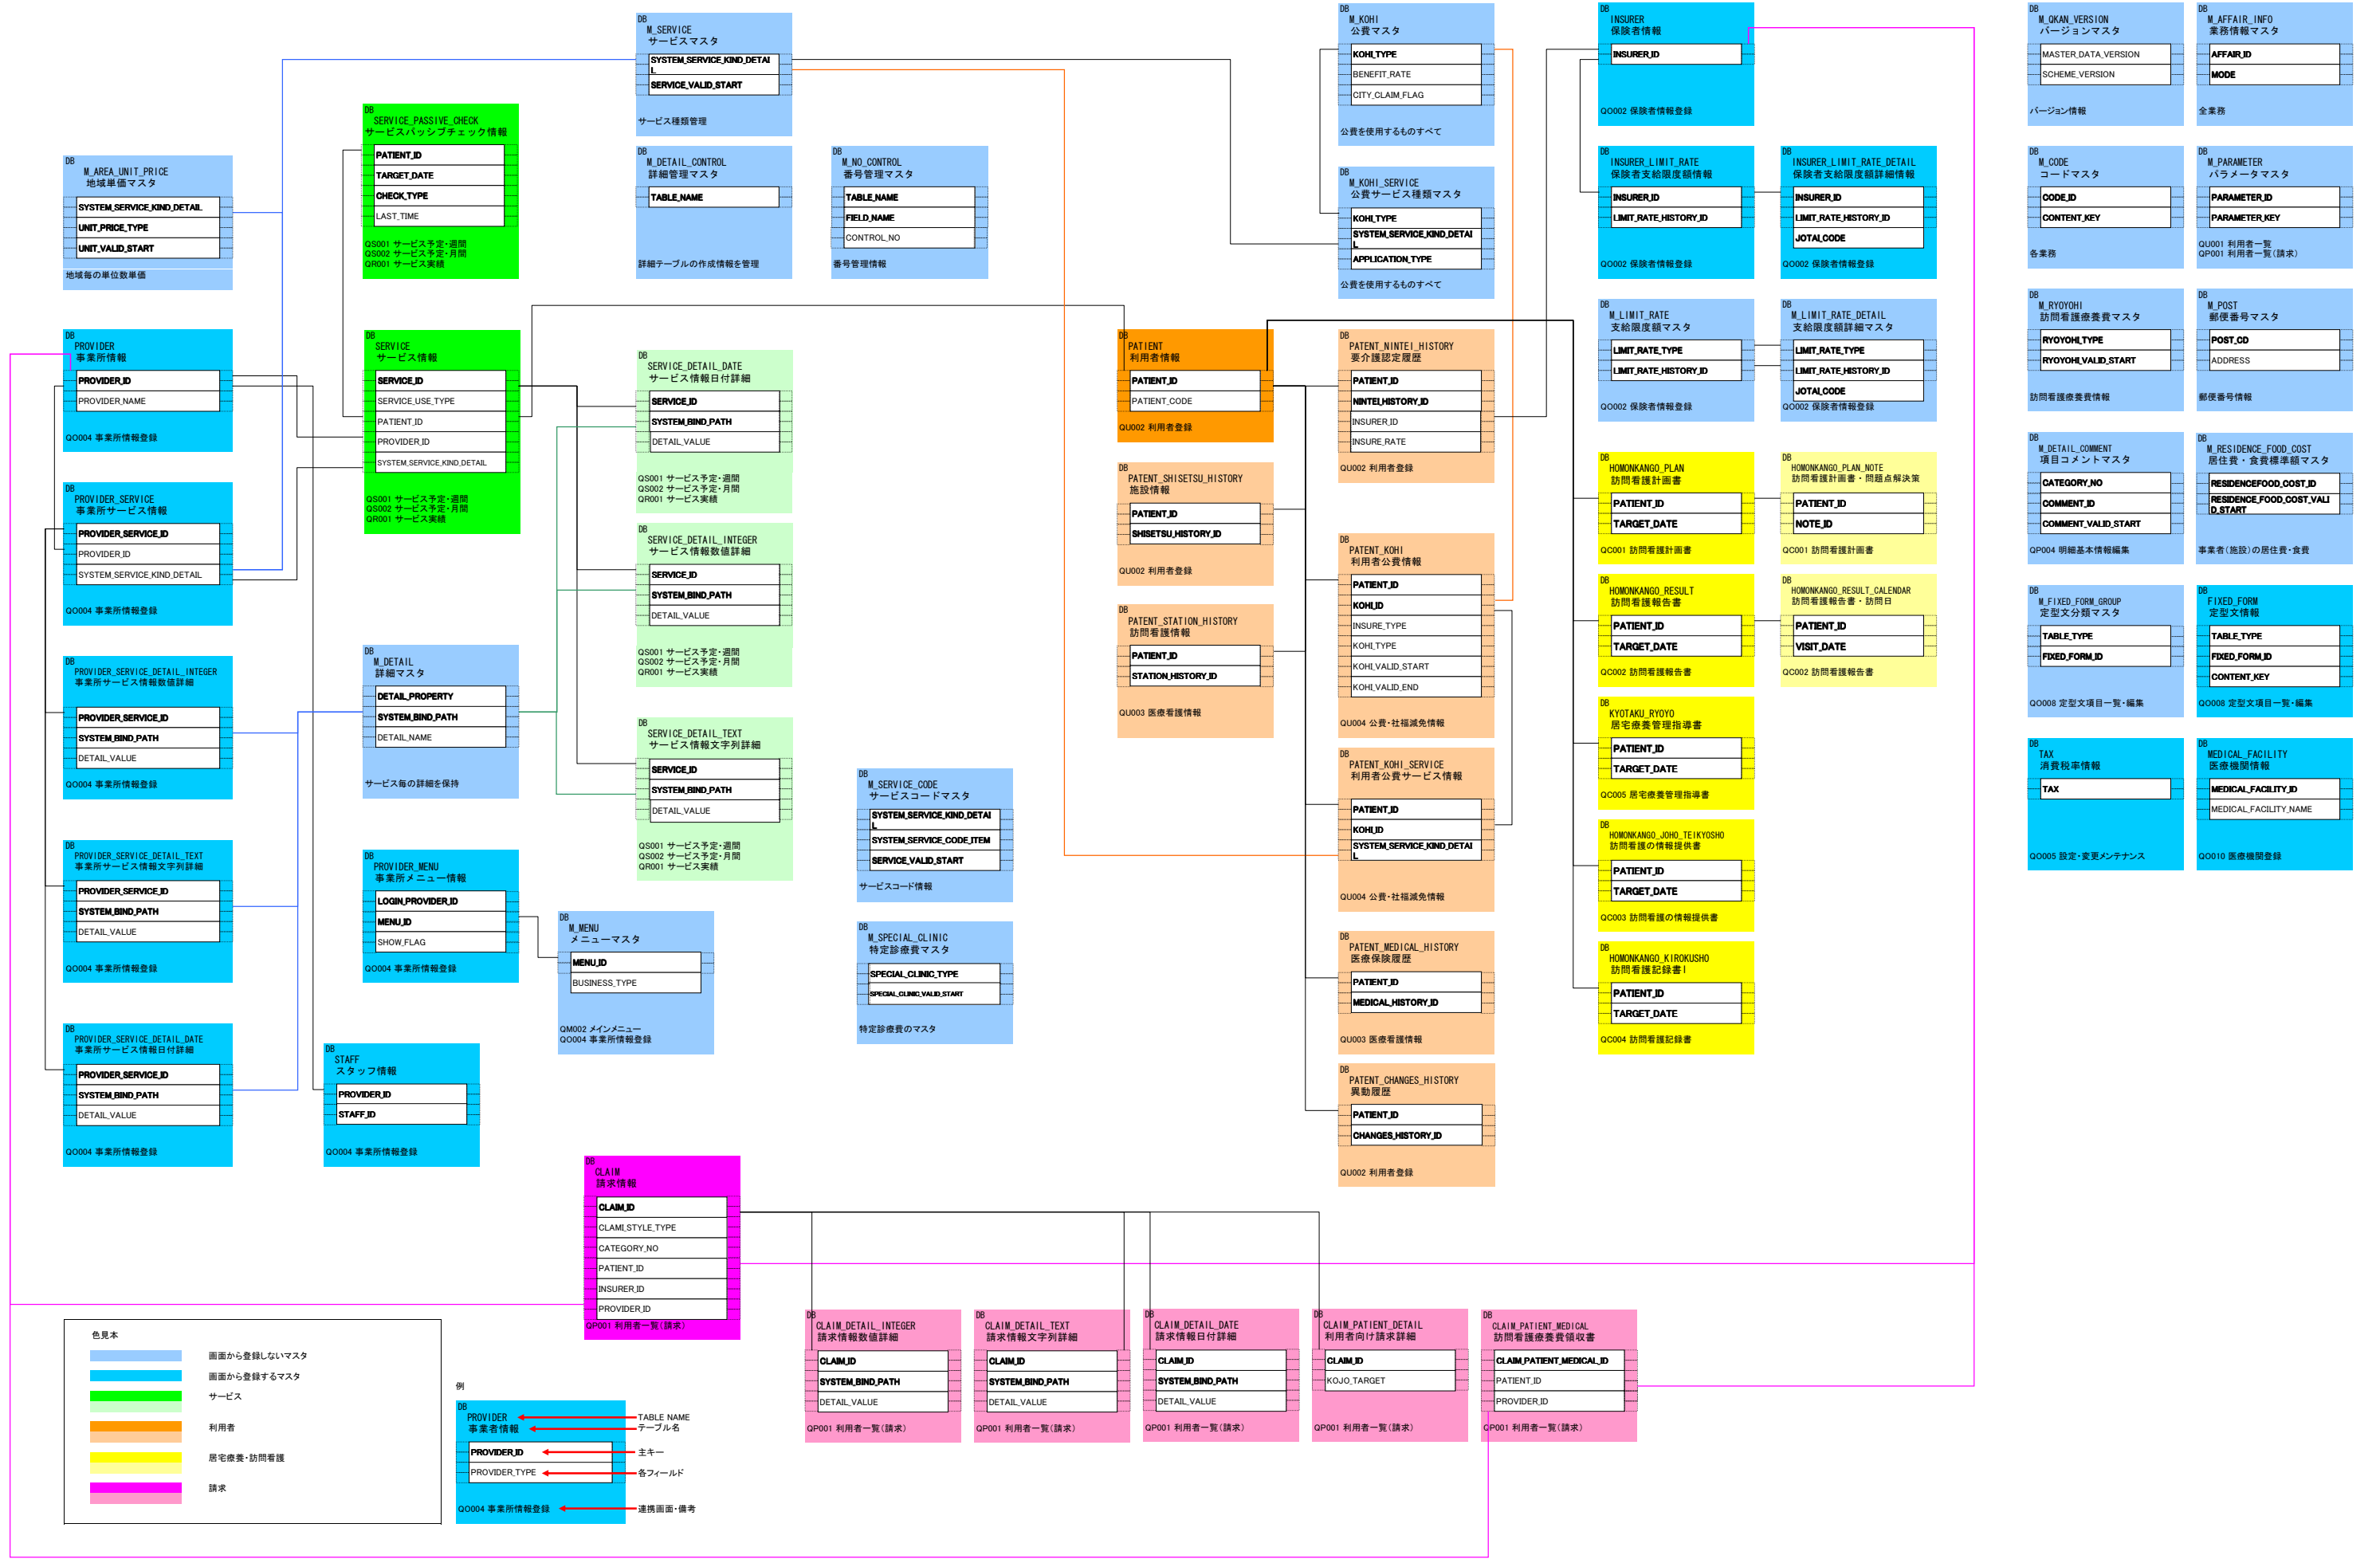 DB
M_SERVICE
サービスマスタ
SYSTEM_SERVICE_KIND_DETAI
L
SERVICE_VALID_START
サービス種類管理
DB
M_KOHI
公費マスタ
KOHI_TYPE
BENEFIT_RATE
CITY_CLAIM_FLAG
公費を使用するものすべて
DB
INSURER
保険者情報
INSURER_ID
QO002 保険者情報登録
DB
M_QKAN_VERSION
バージョンマスタ
MASTER_DATA_VERSION
SCHEME_VERSION
バージョン情報
DB
M_AFFAIR_INFO
業務情報マスタ
AFFAIR_ID
MODE
全業務
DB
SERVICE_PASSIVE_CHECK
サービスパッシブチェック情報
PATIENT_ID
TARGET_DATE
CHECK_TYPE
LAST_TIME
QS001 サービス予定・週間
QS002 サービス予定・月間
QR001 サービス実績
DB
M_AREA_UNIT_PRICE
地域単価マスタ
SYSTEM_SERVICE_KIND_DETAIL
UNIT_PRICE_TYPE
UNIT_VALID_START
地域毎の単位数単価
DB
M_DETAIL_CONTROL
詳細管理マスタ
TABLE_NAME
詳細テーブルの作成情報を管理
DB
M_NO_CONTROL
番号管理マスタ
TABLE_NAME
FIELD_NAME
CONTROL_NO
番号管理情報
DB
M_KOHI_SERVICE
公費サービス種類マスタ
KOHI_TYPE
SYSTEM_SERVICE_KIND_DETAI
L
APPLICATION_TYPE
公費を使用するものすべて
DB
INSURER_LIMIT_RATE
保険者支給限度額情報
INSURER_ID
LIMIT_RATE_HISTORY_ID
QO002 保険者情報登録
DB
INSURER_LIMIT_RATE_DETAIL
保険者支給限度額詳細情報
INSURER_ID
LIMIT_RATE_HISTORY_ID
JOTAI_CODE
QO002 保険者情報登録
DB
M_CODE
コードマスタ
CODE_ID
CONTENT_KEY
各業務
DB
M_PARAMETER
パラメータマスタ
PARAMETER_ID
PARAMETER_KEY
QU001 利用者一覧
QP001 利用者一覧(請求)
DB
PROVIDER
事業所情報
PROVIDER_ID
PROVIDER_NAME
QO004 事業所情報登録
DB
SERVICE
サービス情報
SERVICE_ID
SERVICE_USE_TYPE
PATIENT_ID
PROVIDER_ID
SYSTEM_SERVICE_KIND_DETAIL
QS001 サービス予定・週間
QS002 サービス予定・月間
QR001 サービス実績
DB
SERVICE_DETAIL_DATE
サービス情報日付詳細
SERVICE_ID
SYSTEM_BIND_PATH
DETAIL_VALUE
QS001 サービス予定・週間
QS002 サービス予定・月間
QR001 サービス実績
DB
PATIENT
利用者情報
PATIENT_ID
PATIENT_CODE
QU002 利用者登録
DB
PATENT_NINTEI_HISTORY
要介護認定履歴
PATIENT_ID
NINTEI_HISTORY_ID
INSURER_ID
INSURE_RATE
QU002 利用者登録
DB
M_LIMIT_RATE
支給限度額マスタ
LIMIT_RATE_TYPE
LIMIT_RATE_HISTORY_ID
QO002 保険者情報登録
DB
M_LIMIT_RATE_DETAIL
支給限度額詳細マスタ
LIMIT_RATE_TYPE
LIMIT_RATE_HISTORY_ID
JOTAI_CODE
QO002 保険者情報登録
DB
M_RYOYOHI
訪問看護療養費マスタ
RYOYOHI_TYPE
RYOYOHI_VALID_START
訪問看護療養費情報
DB
M_POST
郵便番号マスタ
POST_CD
ADDRESS
郵便番号情報
DB
PROVIDER_SERVICE
事業所サービス情報
PROVIDER_SERVICE_ID
PROVIDER_ID
SYSTEM_SERVICE_KIND_DETAIL
QO004 事業所情報登録
DB
SERVICE_DETAIL_INTEGER
サービス情報数値詳細
SERVICE_ID
SYSTEM_BIND_PATH
DETAIL_VALUE
QS001 サービス予定・週間
QS002 サービス予定・月間
QR001 サービス実績
DB
PATENT_SHISETSU_HISTORY
施設情報
PATIENT_ID
SHISETSU_HISTORY_ID
QU002 利用者登録
DB
PATENT_KOHI
利用者公費情報
PATIENT_ID
KOHI_ID
INSURE_TYPE
KOHI_TYPE
KOHI_VALID_START
KOHI_VALID_END
QU004 公費・社福減免情報
DB
HOMONKANGO_PLAN
訪問看護計画書
PATIENT_ID
TARGET_DATE
QC001 訪問看護計画書
DB
HOMONKANGO_PLAN_NOTE
訪問看護計画書・問題点解決策
PATIENT_ID
NOTE_ID
QC001 訪問看護計画書
DB
M_DETAIL_COMMENT
項目コメントマスタ
CATEGORY_NO
COMMENT_ID
COMMENT_VALID_START
QP004 明細基本情報編集
DB
M_RESIDENCE_FOOD_COST
居住費・食費標準額マスタ
RESIDENCEFOOD_COST_ID
RESIDENCE_FOOD_COST_VALI
D_START
事業者(施設)の居住費・食費
DB
HOMONKANGO_RESULT
訪問看護報告書
PATIENT_ID
TARGET_DATE
QC002 訪問看護報告書
DB
HOMONKANGO_RESULT_CALENDAR
訪問看護報告書・訪問日
PATIENT_ID
VISIT_DATE
QC002 訪問看護報告書
DB
M_FIXED_FORM_GROUP
定型文分類マスタ
TABLE_TYPE
FIXED_FORM_ID
QO008 定型文項目一覧・編集
DB
FIXED_FORM
定型文情報
TABLE_TYPE
FIXED_FORM_ID
CONTENT_KEY
QO008 定型文項目一覧・編集
DB
PROVIDER_SERVICE_DETAIL_INTEGER
事業所サービス情報数値詳細
PROVIDER_SERVICE_ID
SYSTEM_BIND_PATH
DETAIL_VALUE
QO004 事業所情報登録
DB
M_DETAIL
詳細マスタ
DETAIL_PROPERTY
SYSTEM_BIND_PATH
DETAIL_NAME
サービス毎の詳細を保持
DB
SERVICE_DETAIL_TEXT
サービス情報文字列詳細
SERVICE_ID
SYSTEM_BIND_PATH
DETAIL_VALUE
QS001 サービス予定・週間
QS002 サービス予定・月間
QR001 サービス実績
DB
PATENT_STATION_HISTORY
訪問看護情報
PATIENT_ID
STATION_HISTORY_ID
QU003 医療看護情報
DB
PATENT_KOHI_SERVICE
利用者公費サービス情報
PATIENT_ID
KOHI_ID
SYSTEM_SERVICE_KIND_DETAI
L
QU004 公費・社福減免情報
DB
KYOTAKU_RYOYO
居宅療養管理指導書
PATIENT_ID
TARGET_DATE
QC005 居宅療養管理指導書
DB
TAX
消費税率情報
TAX
QO005 設定・変更メンテナンス
DB
MEDICAL_FACILITY
医療機関情報
MEDICAL_FACILITY_ID
MEDICAL_FACILITY_NAME
QO010 医療機関登録
DB
M_SERVICE_CODE
サービスコードマスタ
SYSTEM_SERVICE_KIND_DETAI
L
SYSTEM_SERVICE_CODE_ITEM
SERVICE_VALID_START
サービスコード情報
DB
HOMONKANGO_JOHO_TEIKYOSHO
訪問看護の情報提供書
PATIENT_ID
TARGET_DATE
QC003 訪問看護の情報提供書
DB
PROVIDER_SERVICE_DETAIL_TEXT
事業所サービス情報文字列詳細
PROVIDER_SERVICE_ID
SYSTEM_BIND_PATH
DETAIL_VALUE
QO004 事業所情報登録
DB
PROVIDER_MENU
事業所メニュー情報
LOGIN_PROVIDER_ID
MENU_ID
SHOW_FLAG
QO004 事業所情報登録
DB
M_MENU
メニューマスタ
MENU_ID
BUSINESS_TYPE
QM002 メインメニュー
QO004 事業所情報登録
DB
M_SPECIAL_CLINIC
特定診療費マスタ
SPECIAL_CLINIC_TYPE
SPECIAL_CLINIC_VALID_START
特定診療費のマスタ
DB
PATENT_MEDICAL_HISTORY
医療保険履歴
PATIENT_ID
MEDICAL_HISTORY_ID
QU003 医療看護情報
DB
HOMONKANGO_KIROKUSHO
訪問看護記録書Ⅰ
PATIENT_ID
TARGET_DATE
QC004 訪問看護記録書
DB
PROVIDER_SERVICE_DETAIL_DATE
事業所サービス情報日付詳細
PROVIDER_SERVICE_ID
SYSTEM_BIND_PATH
DETAIL_VALUE
QO004 事業所情報登録
DB
STAFF
スタッフ情報
PROVIDER_ID
STAFF_ID
QO004 事業所情報登録
DB
PATENT_CHANGES_HISTORY
異動履歴
PATIENT_ID
CHANGES_HISTORY_ID
QU002 利用者登録
DB
CLAIM
請求情報
CLAIM_ID
CLAMI_STYLE_TYPE
CATEGORY_NO
PATIENT_ID
INSURER_ID
PROVIDER_ID
QP001 利用者一覧(請求)
DB
CLAIM_DETAIL_INTEGER
請求情報数値詳細
CLAIM_ID
SYSTEM_BIND_PATH
DETAIL_VALUE
QP001 利用者一覧(請求)
DB
CLAIM_DETAIL_TEXT
請求情報文字列詳細
CLAIM_ID
SYSTEM_BIND_PATH
DETAIL_VALUE
QP001 利用者一覧(請求)
DB
CLAIM_DETAIL_DATE
請求情報日付詳細
CLAIM_ID
SYSTEM_BIND_PATH
DETAIL_VALUE
QP001 利用者一覧(請求)
DB
CLAIM_PATIENT_DETAIL
利用者向け請求詳細
CLAIM_ID
KOJO_TARGET
QP001 利用者一覧(請求)
DB
CLAIM_PATIENT_MEDICAL
訪問看護療養費領収書
CLAIM_PATIENT_MEDICAL_ID
PATIENT_ID
PROVIDER_ID
QP001 利用者一覧(請求)
色見本
画面から登録しないマスタ
画面から登録するマスタ
サービス
利用者
居宅療養・訪問看護
請求
例
DB
PROVIDER
事業者情報
PROVIDER_ID
PROVIDER_TYPE
QO004 事業所情報登録
TABLE NAME
テーブル名
主キー
各フィールド
連携画面・備考